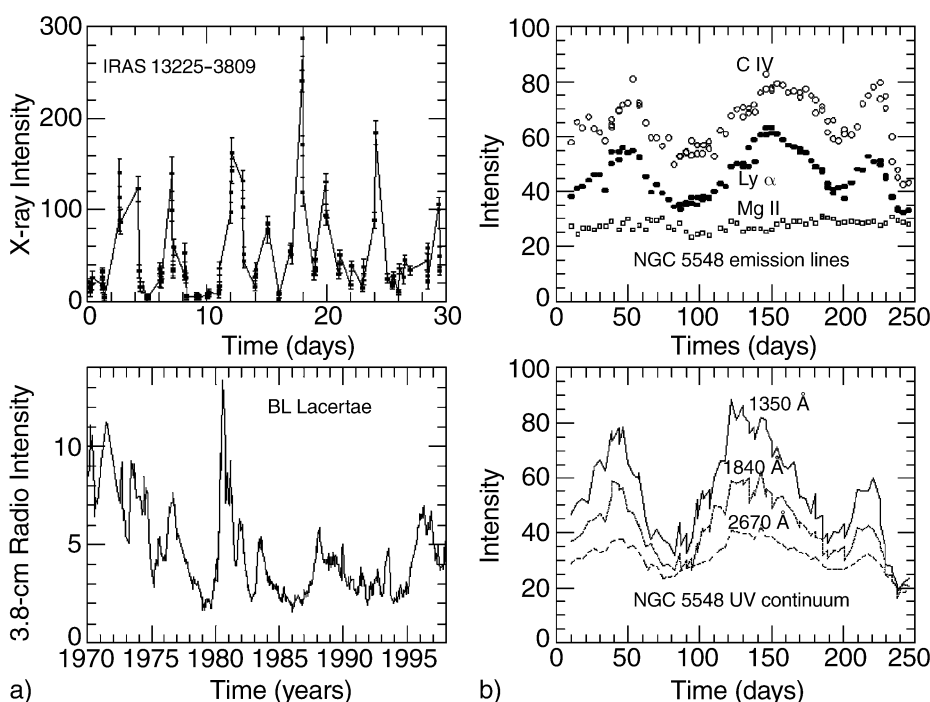 300
200
100
0
X-ray Intensity
IRAS 13225–3809
0 10 20 30
Time (days)
100
80
60
40
20
0
Intensity
C IV
Ly α
Mg II
NGC 5548 emission lines
0 50 100 150 200 250
Times (days)
10
5
0
3.8-cm Radio Intensity
BL Lacertae
1970 1975 1980 1985 1990 1995
Time (years)
a)
100
80
60
40
20
0
Intensity
1350 Å
1840 Å
2670 Å
NGC 5548 UV continuum
0 50 100 150 200 250
Time (days)
b)